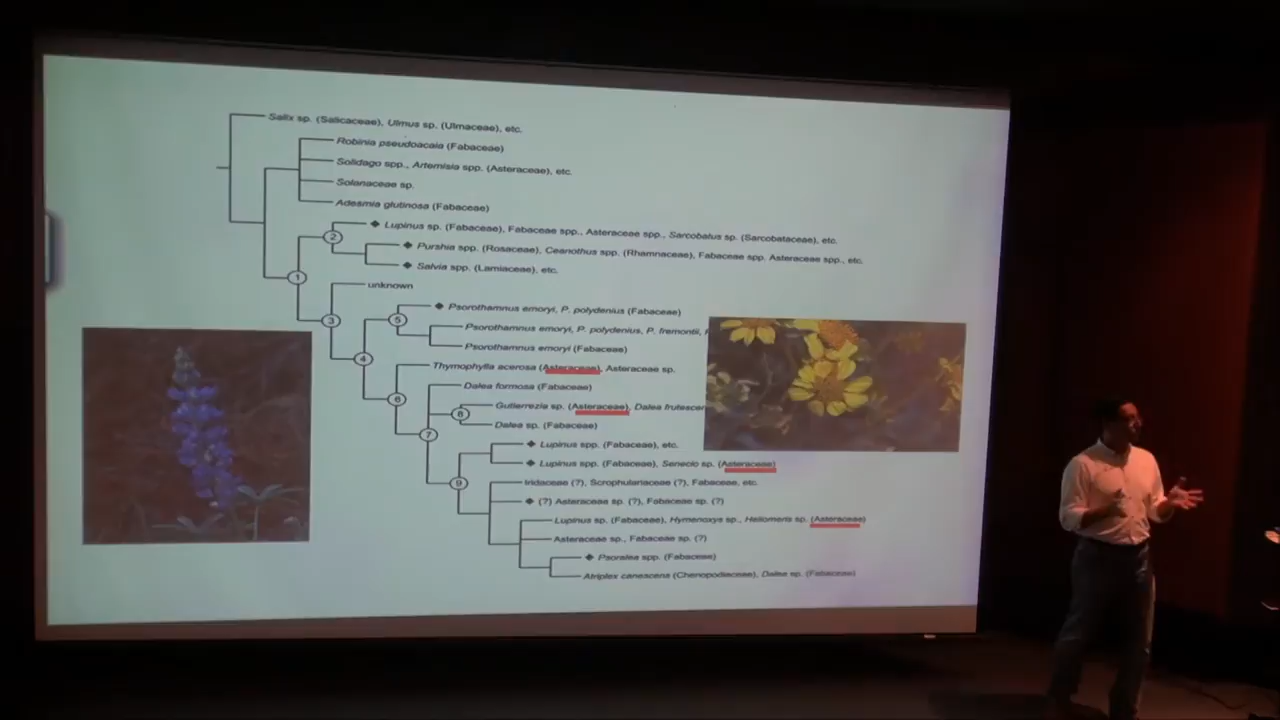 Salix sp. (Salicaceae), Ulmus sp. (Ulmaceae), etc.
Robinia pseudoacaia (Fabaceae)
Solidago spp., Artemisia spp. (Asteraceae), etc.
Solanaceae sp.
Adesmia glutinosa (Fabaceae)
2 Lupinus sp. (Fabaceae), Fabaceae spp., Asteraceae spp., Sarcobatus sp. (Sarcobataceae), etc.
Purshia spp. (Rosaceae), Ceanothus spp. (Rhamnaceae), Fabaceae spp. Asteraceae spp., etc.
Salvia spp. (Lamiaceae), etc.
1
unknown
3
5 Psorothamnus emoryi, P. polydenius (Fabaceae)
Psorothamnus emoryi, P. polydenius, P. fremontii,
Psorothamnus emoryi (Fabaceae)
4
Thymophylla acerosa (Asteraceae), Asteraceae sp.
Dalea formosa (Fabaceae)
6
8 Gutierrezia sp. (Asteraceae), Dalea frutescen
Dalea sp. (Fabaceae)
7
Lupinus spp. (Fabaceae), etc.
Lupinus spp. (Fabaceae), Senecio sp. (Asteraceae)
9 Iridaceae (?), Scrophulariaceae (?), Fabaceae, etc.
(?) Asteraceae sp. (?), Fabaceae sp. (?)
Lupinus sp. (Fabaceae), Hymenoxys sp., Heliomeris sp. (Asteraceae)
Asteraceae sp., Fabaceae sp. (?)
Psoralea spp. (Fabaceae)
Atriplex canescens (Chenopodiaceae), Dalea sp. (Fabaceae)